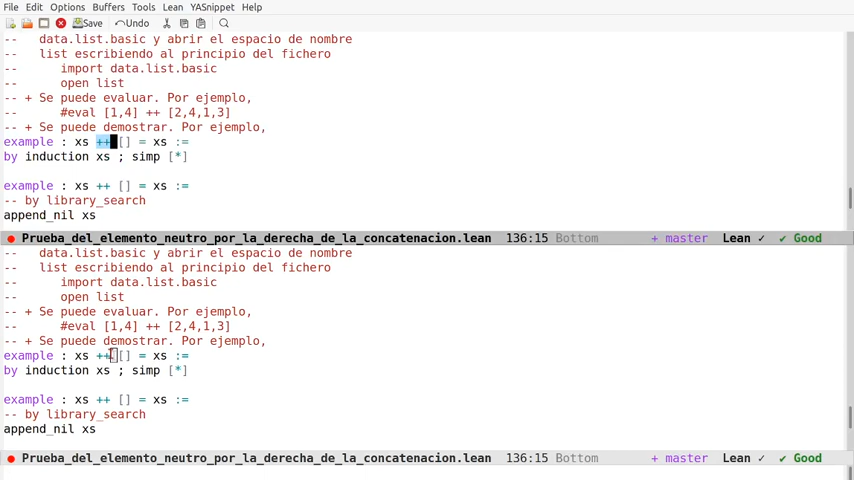 File Edit Options Buffers Tools Lean YASnippet Help
Save Undo
-- data.list.basic y abrir el espacio de nombre
-- list escribiendo al principio del fichero
-- import data.list.basic
-- open list
-- + Se puede evaluar. Por ejemplo,
-- #eval [1,4] ++ [2,4,1,3]
-- + Se puede demostrar. Por ejemplo,
example : xs ++ [] = xs :=
by induction xs ; simp [*]
example : xs ++ [] = xs :=
-- by library_search
append_nil xs
Prueba_del_elemento_neutro_por_la_derecha_de_la_concatenacion.lean 136:15 Bottom + master Lean ✓ ✔ Good
-- data.list.basic y abrir el espacio de nombre
-- list escribiendo al principio del fichero
-- import data.list.basic
-- open list
-- + Se puede evaluar. Por ejemplo,
-- #eval [1,4] ++ [2,4,1,3]
-- + Se puede demostrar. Por ejemplo,
example : xs ++ [] = xs :=
by induction xs ; simp [*]
example : xs ++ [] = xs :=
-- by library_search
append_nil xs
Prueba_del_elemento_neutro_por_la_derecha_de_la_concatenacion.lean 136:15 Bottom + master Lean ✓ ✔ Good